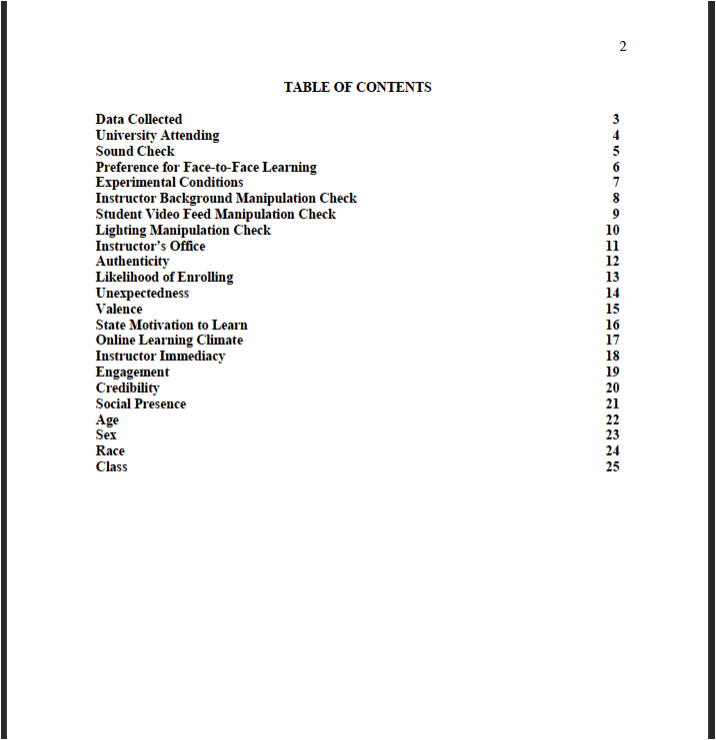 2
TABLE OF CONTENTS
Data Collected 3
University Attending 4
Sound Check 5
Preference for Face-to-Face Learning 6
Experimental Conditions 7
Instructor Background Manipulation Check 8
Student Video Feed Manipulation Check 9
Lighting Manipulation Check 10
Instructor’s Office 11
Authenticity 12
Likelihood of Enrolling 13
Unexpectedness 14
Valence 15
State Motivation to Learn 16
Online Learning Climate 17
Instructor Immediacy 18
Engagement 19
Credibility 20
Social Presence 21
Age 22
Sex 23
Race 24
Class 25